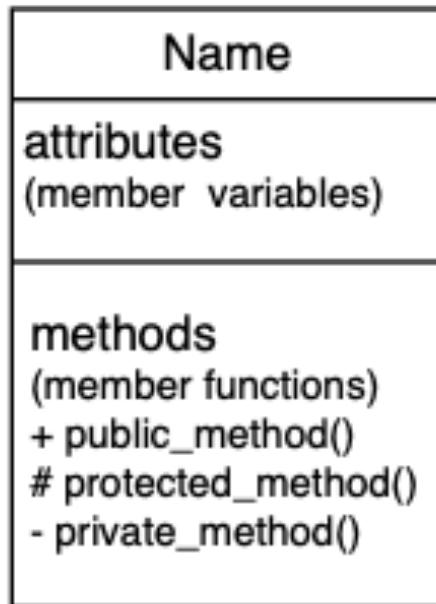 Name
attributes
(member variables)
methods
(member functions)
+ public_method()
# protected_method()
- private_method()